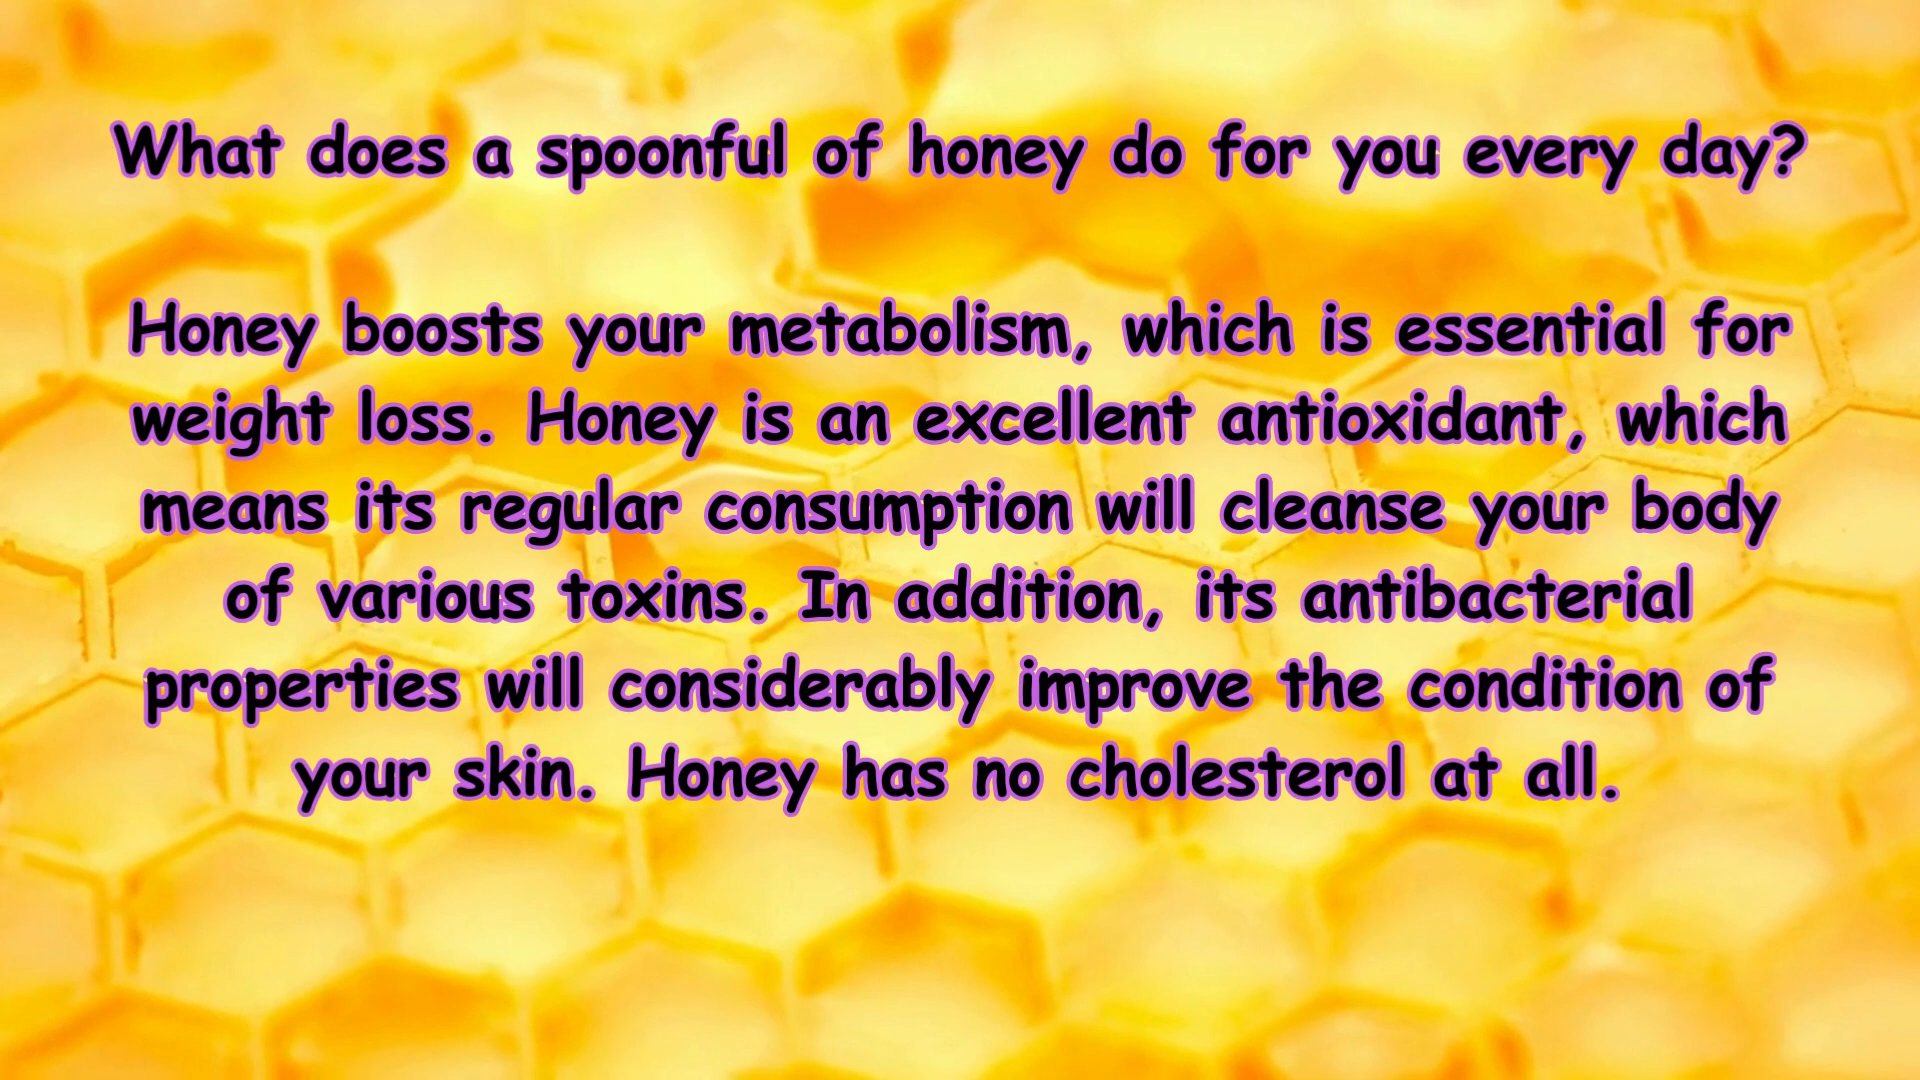 What does a spoonful of honey do for you every day?
Honey boosts your metabolism, which is essential for
weight loss. Honey is an excellent antioxidant, which
means its regular consumption will cleanse your body
of various toxins. In addition, its antibacterial
properties will considerably improve the condition of
your skin. Honey has no cholesterol at all.